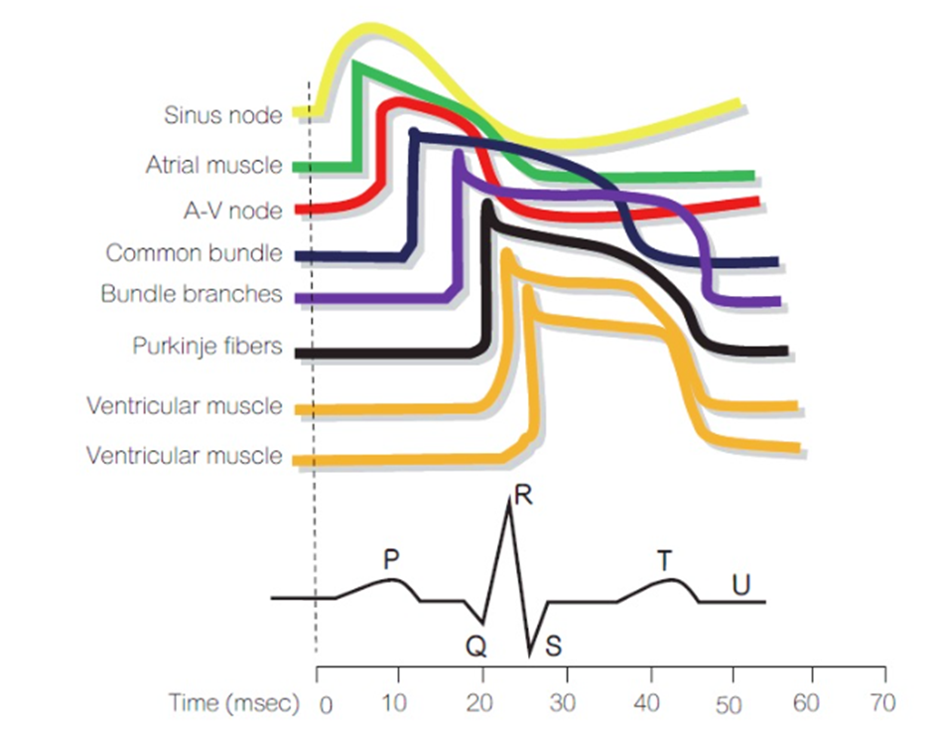 Sinus node
Atrial muscle
A-V node
Common bundle
Bundle branches
Purkinje fibers
Ventricular muscle
Ventricular muscle
R
P
T
U
Q
S
Time (msec) 0 10 20 30 40 50 60 70